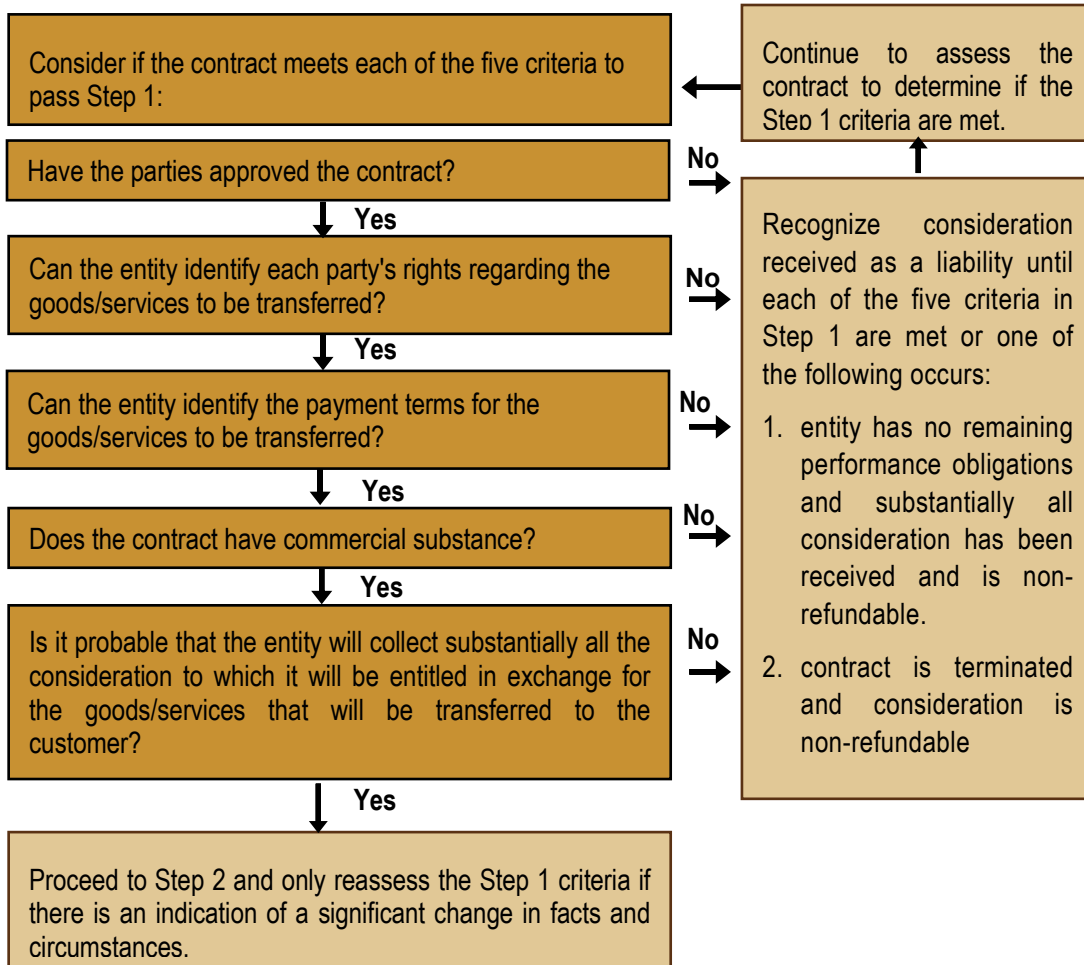 Consider if the contract meets each of the five criteria to
pass Step 1:
Continue to assess the
contract to determine if the
Step 1 criteria are met.
Have the parties approved the contract?
No
Yes
Can the entity identify each party's rights regarding the
goods/services to be transferred?
No
Yes
Can the entity identify the payment terms for the
goods/services to be transferred?
No
Yes
Does the contract have commercial substance?
No
Yes
Is it probable that the entity will collect substantially all the
consideration to which it will be entitled in exchange for
the goods/services that will be transferred to the
customer?
No
Yes
Proceed to Step 2 and only reassess the Step 1 criteria if
there is an indication of a significant change in facts and
circumstances.
Recognize consideration
received as a liability until
each of the five criteria in
Step 1 are met or one of
the following occurs:
1. entity has no remaining
performance obligations
and substantially all
consideration has been
received and is non-
refundable.
2. contract is terminated
and consideration is
non-refundable